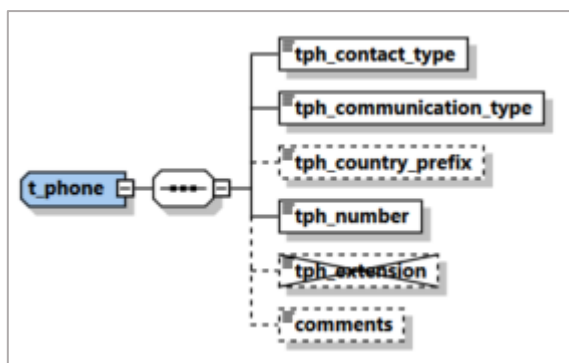 tph_contact_type
tph_communication_type
tph_country_prefix
t_phone
tph_number
tph_extension
comments